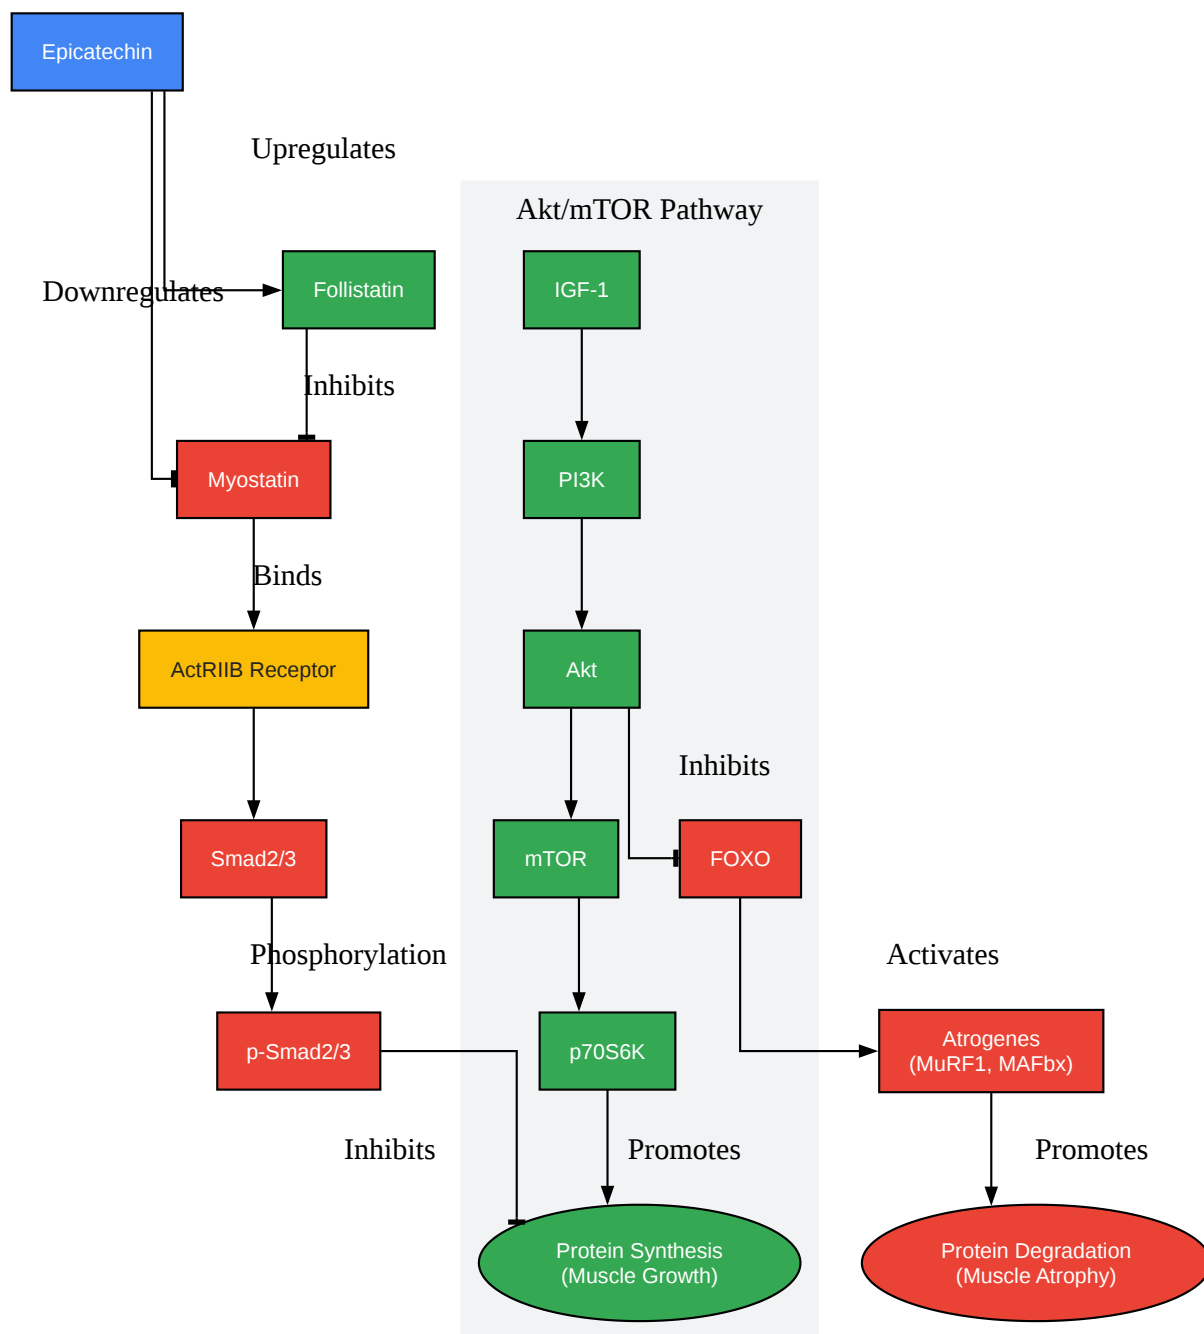 Epicatechin
Upregulates
Akt/mTOR Pathway
Downregulates
Follistatin
IGF-1
Inhibits
Myostatin
PI3K
Binds
ActRIIB Receptor
Akt
Inhibits
Smad2/3
mTOR
FOXO
Phosphorylation
Activates
p-Smad2/3
p70S6K
Atrogenes
(MuRF1, MAFbx)
Inhibits
Promotes
Promotes
Protein Synthesis
(Muscle Growth)
Protein Degradation
(Muscle Atrophy)